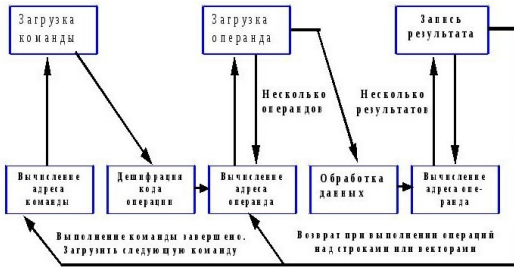 Загрузка
команды
Загрузка
операнда
Запись
результата
Несколько
операндов
Несколько
результатов
Вычисление
адреса
команды
Дешифрация
кода
операции
Вычисление
адреса
операнда
Обработка
данных
Вычисление
адреса опе-
ранда
Выполнение команды завершено.
Загрузить следующую команду
Возврат при выполнении операций
над строками или векторами